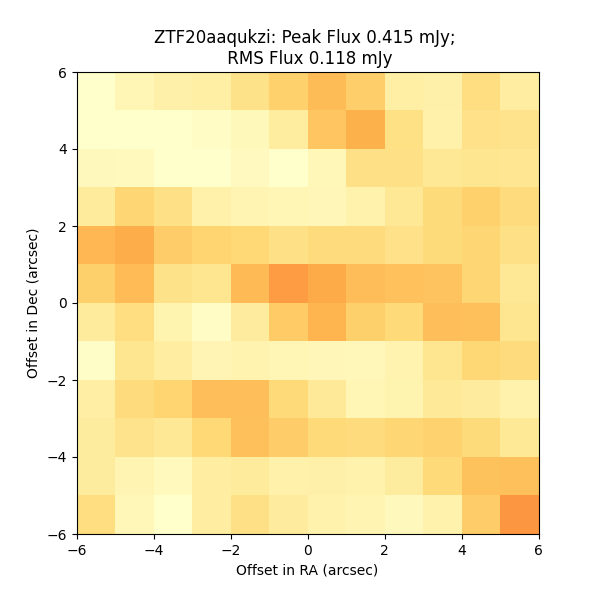 ZTF20aaqukzi: Peak Flux 0.415 mJy;
RMS Flux 0.118 mJy
6
4
2
0
−2
−4
−6
Offset in Dec (arcsec)
−6 −4 −2 0 2 4 6
Offset in RA (arcsec)